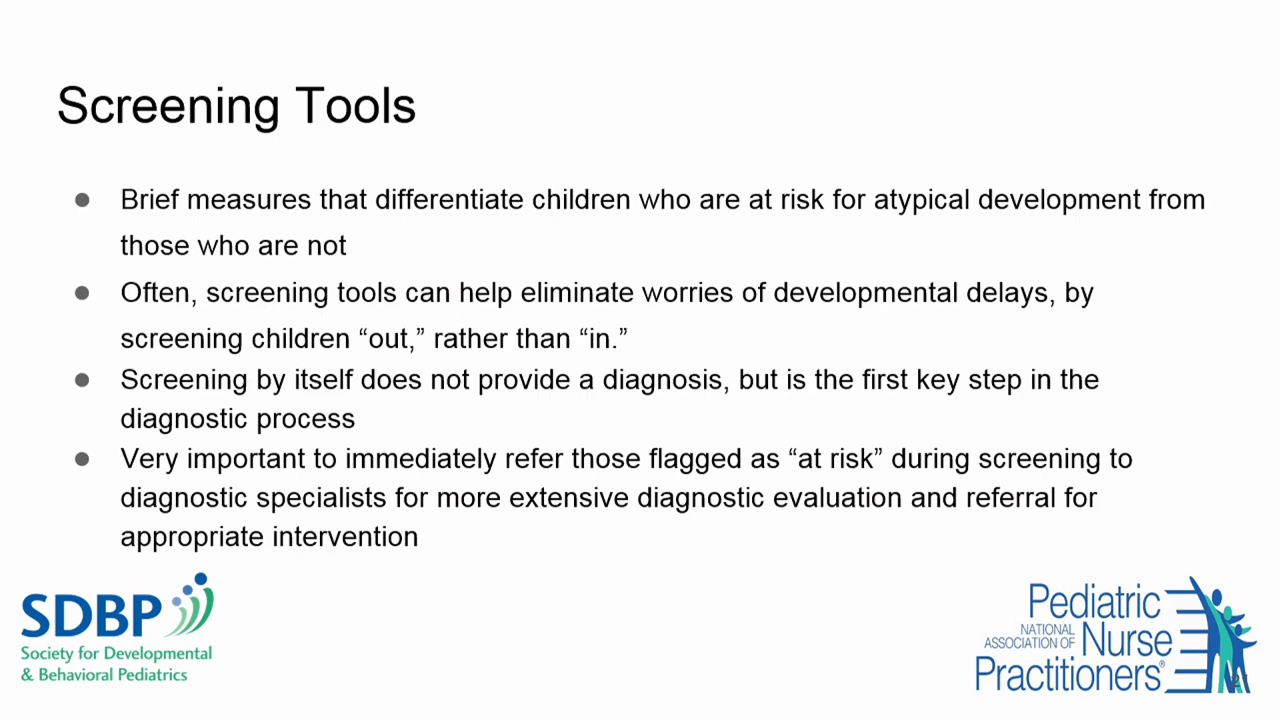 Screening Tools
● Brief measures that differentiate children who are at risk for atypical development from
those who are not
● Often, screening tools can help eliminate worries of developmental delays, by
screening children “out,” rather than “in.”
● Screening by itself does not provide a diagnosis, but is the first key step in the
diagnostic process
● Very important to immediately refer those flagged as “at risk” during screening to
diagnostic specialists for more extensive diagnostic evaluation and referral for
appropriate intervention
SDBP
Society for Developmental
& Behavioral Pediatrics
Pediatric
NATIONAL
ASSOCIATION OF
Nurse
Practitioners®